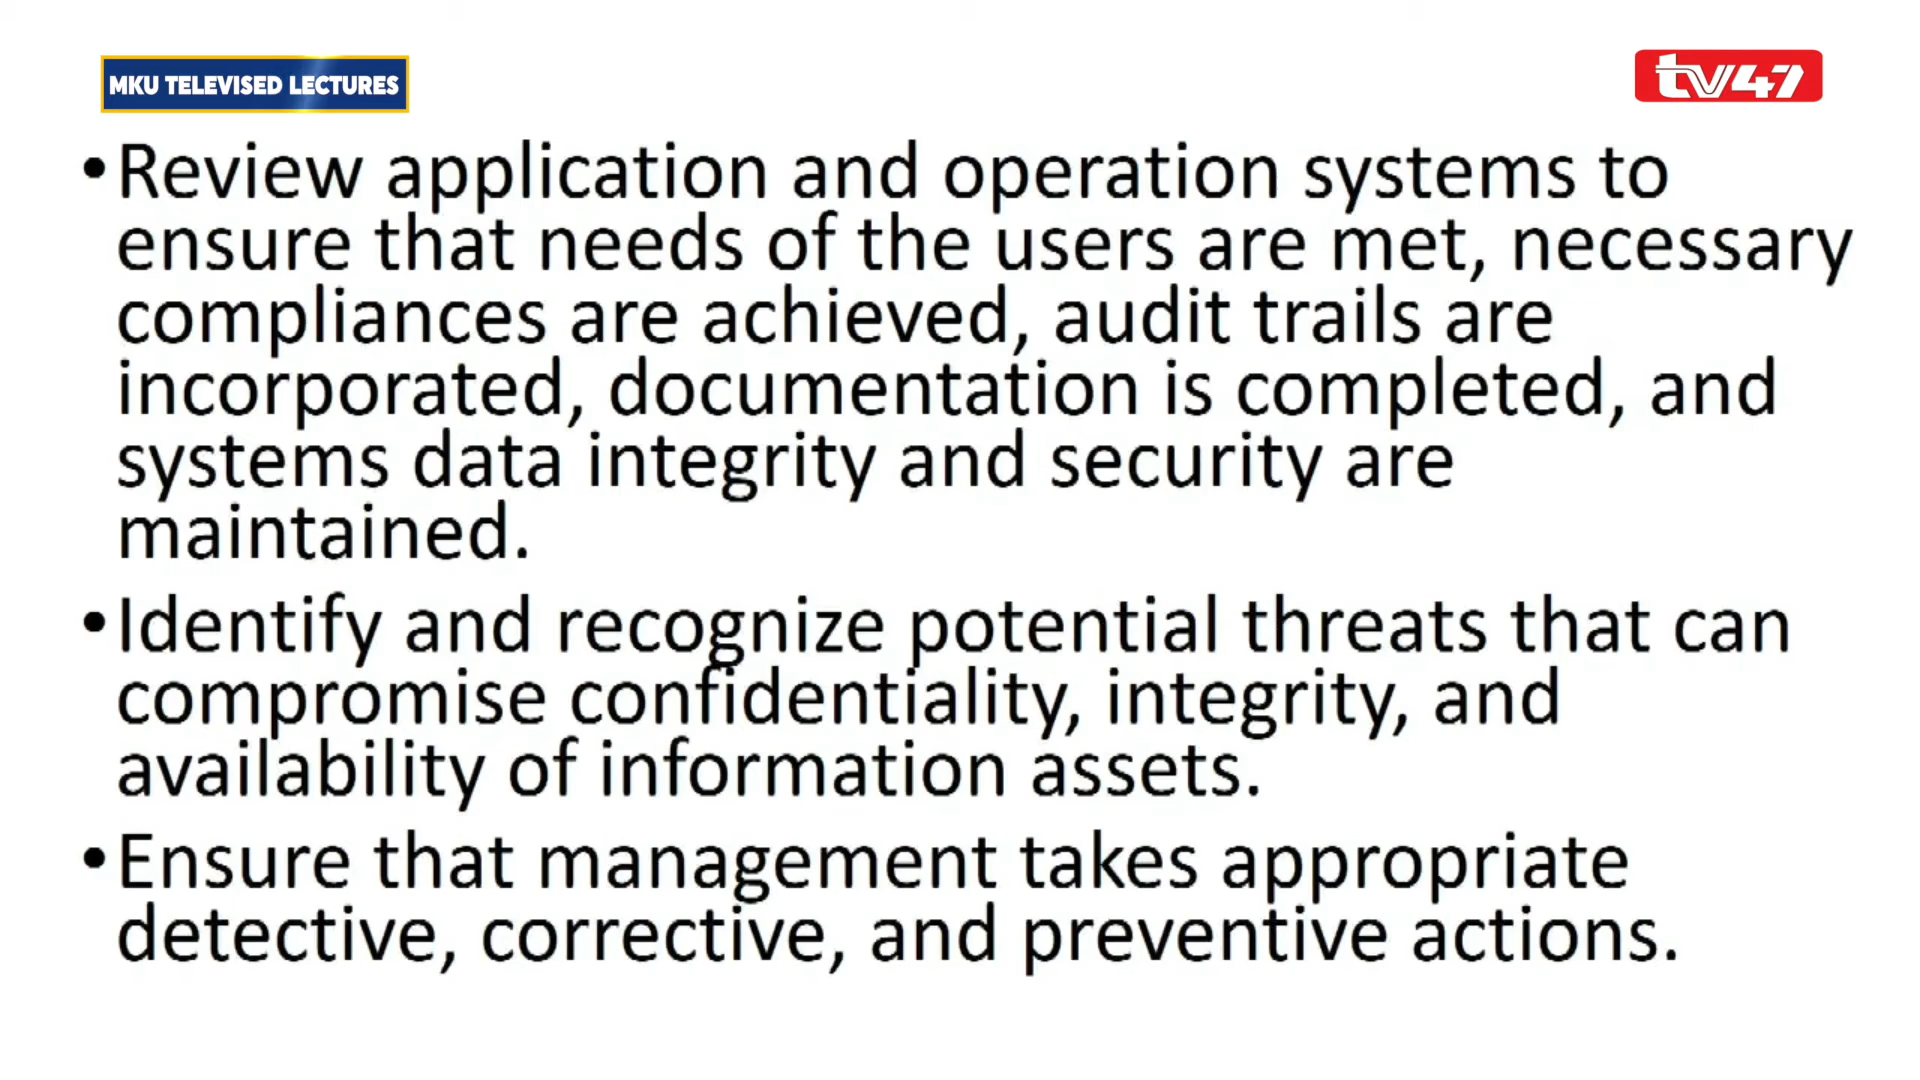 MKU TELEVISED LECTURES
tv47
•Review application and operation systems to
ensure that needs of the users are met, necessary
compliances are achieved, audit trails are
incorporated, documentation is completed, and
systems data integrity and security are
maintained.
•Identify and recognize potential threats that can
compromise confidentiality, integrity, and
availability of information assets.
•Ensure that management takes appropriate
detective, corrective, and preventive actions.